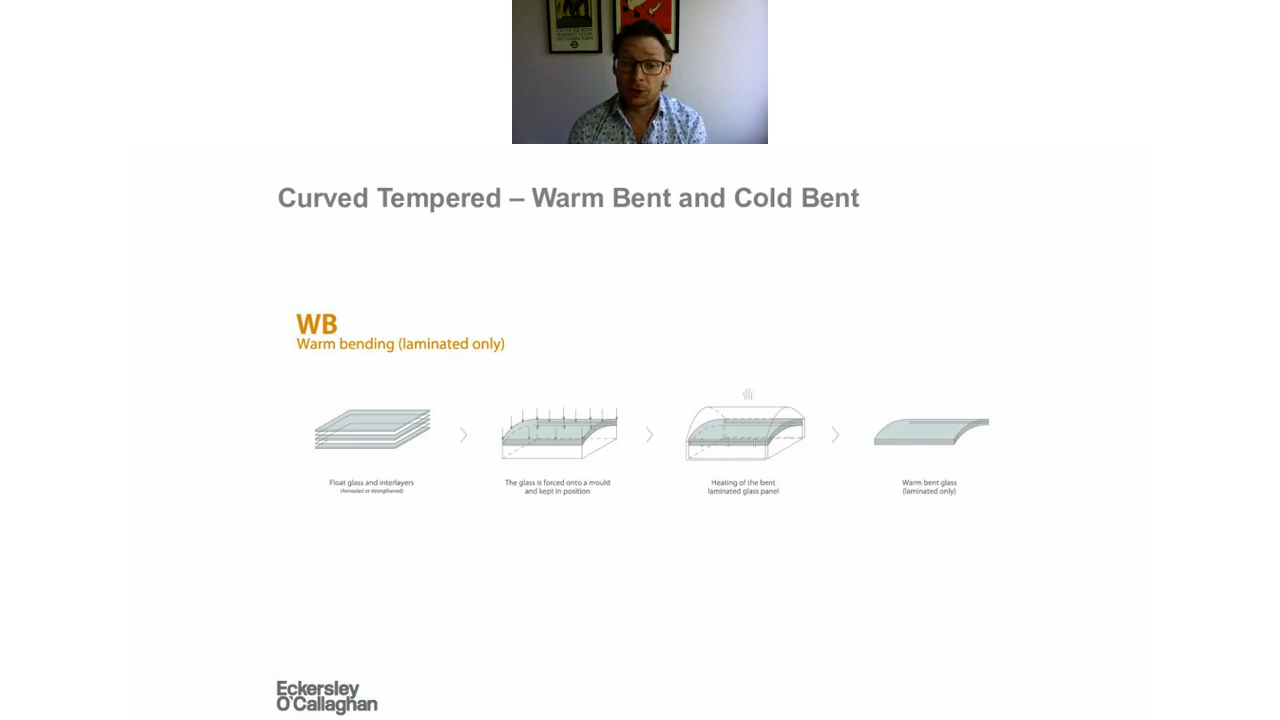 Curved Tempered – Warm Bent and Cold Bent
WB
Warm bending (laminated only)
Float glass and interlayers
(Annealed or strengthened)
The glass is forced onto a mould
and kept in position
Heating of the bent
laminated glass panel
Warm bent glass
(laminated only)
Eckersley
O'Callaghan